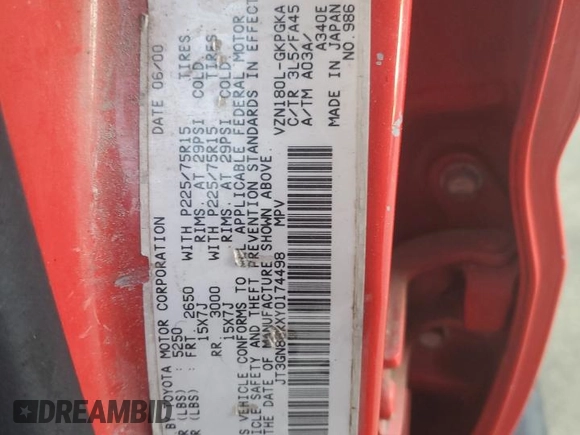 BY TOYOTA MOTOR CORPORATION DATE 06/00
R (LBS) : 5250
FRT. 2650 WITH P225/75R15 TIRES.
15X7J RIMS. AT 29PSI COLD.
R (LBS) : RR. 3000 WITH P225/75R15 TIRES.
15X7J RIMS. AT 29PSI COLD.
VEHICLE CONFORMS TO ALL APPLICABLE FEDERAL MOTOR
VEHICLE SAFETY AND THEFT PREVENTION STANDARDS IN EFFECT
DATE OF MANUFACTURE SHOWN ABOVE.
MPV
VZN180L-GKPGKA
C/TR 3L5/FA45
A/TM A03A/ A340E
MADE IN JAPAN NO.986
DREAMBID